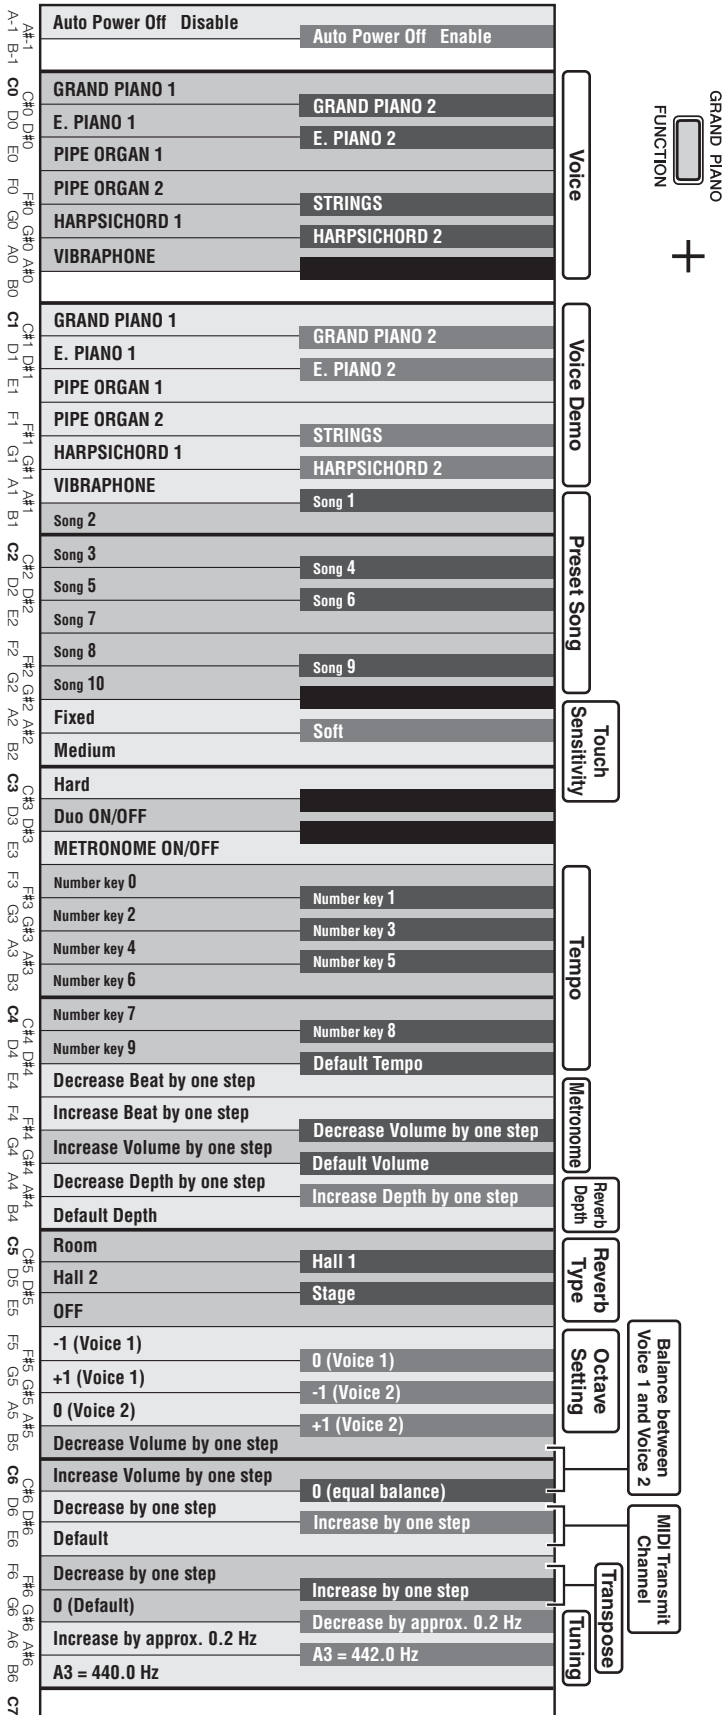 A-1 A#-1 B-1
Auto Power Off Disable
Auto Power Off Enable
GRAND PIANO
FUNCTION
+
C0 C#0 D0 D#0 E0 F0 F#0 G0 G#0 A0 A#0 B0
Voice
GRAND PIANO 1
GRAND PIANO 2
E. PIANO 1
E. PIANO 2
PIPE ORGAN 1
PIPE ORGAN 2
STRINGS
HARPSICHORD 1
HARPSICHORD 2
VIBRAPHONE
C1 C#1 D1 D#1 E1 F1 F#1 G1 G#1 A1 A#1 B1
Voice Demo
GRAND PIANO 1
GRAND PIANO 2
E. PIANO 1
E. PIANO 2
PIPE ORGAN 1
PIPE ORGAN 2
STRINGS
HARPSICHORD 1
HARPSICHORD 2
VIBRAPHONE
Preset Song
Song 1
Song 2
C2 C#2 D2 D#2 E2 F2 F#2 G2 G#2 A2 A#2 B2
Song 3
Song 4
Song 5
Song 6
Song 7
Song 8
Song 9
Song 10
Touch
Sensitivity
Fixed
Soft
Medium
C3 C#3 D3 D#3 E3 F3 F#3 G3 G#3 A3 A#3 B3
Hard
Duo ON/OFF
METRONOME ON/OFF
Tempo
Number key 0
Number key 1
Number key 2
Number key 3
Number key 4
Number key 5
Number key 6
C4 C#4 D4 D#4 E4 F4 F#4 G4 G#4 A4 A#4 B4
Number key 7
Number key 8
Number key 9
Default Tempo
Metronome
Decrease Beat by one step
Increase Beat by one step
Decrease Volume by one step
Increase Volume by one step
Default Volume
Reverb
Depth
Decrease Depth by one step
Increase Depth by one step
Default Depth
C5 C#5 D5 D#5 E5 F5 F#5 G5 G#5 A5 A#5 B5
Reverb
Type
Room
Hall 1
Hall 2
Stage
OFF
Octave
Setting
-1 (Voice 1)
0 (Voice 1)
+1 (Voice 1)
-1 (Voice 2)
0 (Voice 2)
+1 (Voice 2)
Balance between
Voice 1 and Voice 2
Decrease Volume by one step
C6 C#6 D6 D#6 E6 F6 F#6 G6 G#6 A6 A#6 B6
Increase Volume by one step
0 (equal balance)
MIDI Transmit
Channel
Decrease by one step
Increase by one step
Default
Transpose
Decrease by one step
Increase by one step
0 (Default)
Tuning
Decrease by approx. 0.2 Hz
Increase by approx. 0.2 Hz
A3 = 442.0 Hz
A3 = 440.0 Hz
C7